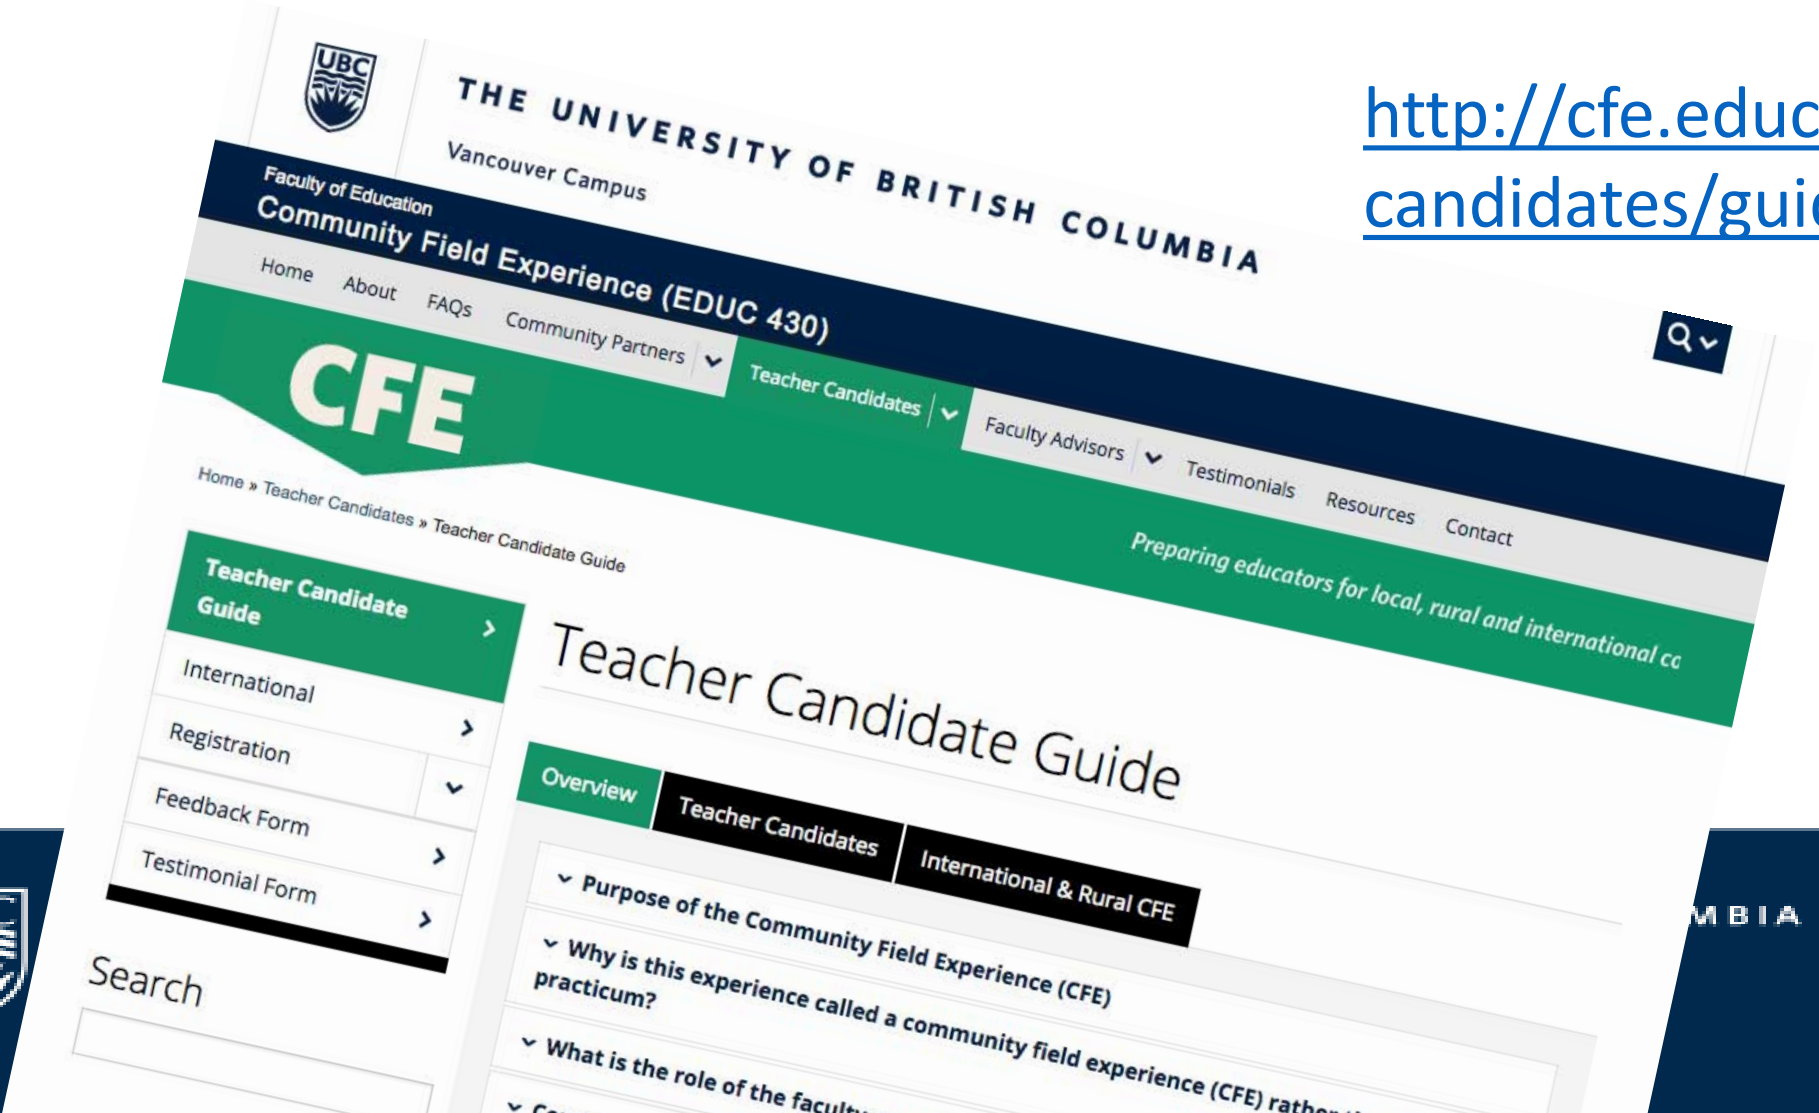 http://cfe.educ
candidates/gui
UBC
THE UNIVERSITY OF BRITISH COLUMBIA
Vancouver Campus
Faculty of Education
Community Field Experience (EDUC 430)
Home About FAQs Community Partners Teacher Candidates Faculty Advisors Testimonials Resources Contact
CFE
Preparing educators for local, rural and international
Home » Teacher Candidates » Teacher Candidate Guide
Teacher Candidate
Guide
International
Registration
Feedback Form
Testimonial Form
Search
Teacher Candidate Guide
Overview Teacher Candidates International & Rural CFE
Purpose of the Community Field Experience (CFE)
Why is this experience called a community field experience (CFE) rather
practicum?
What is the role of the faculty
MBIA